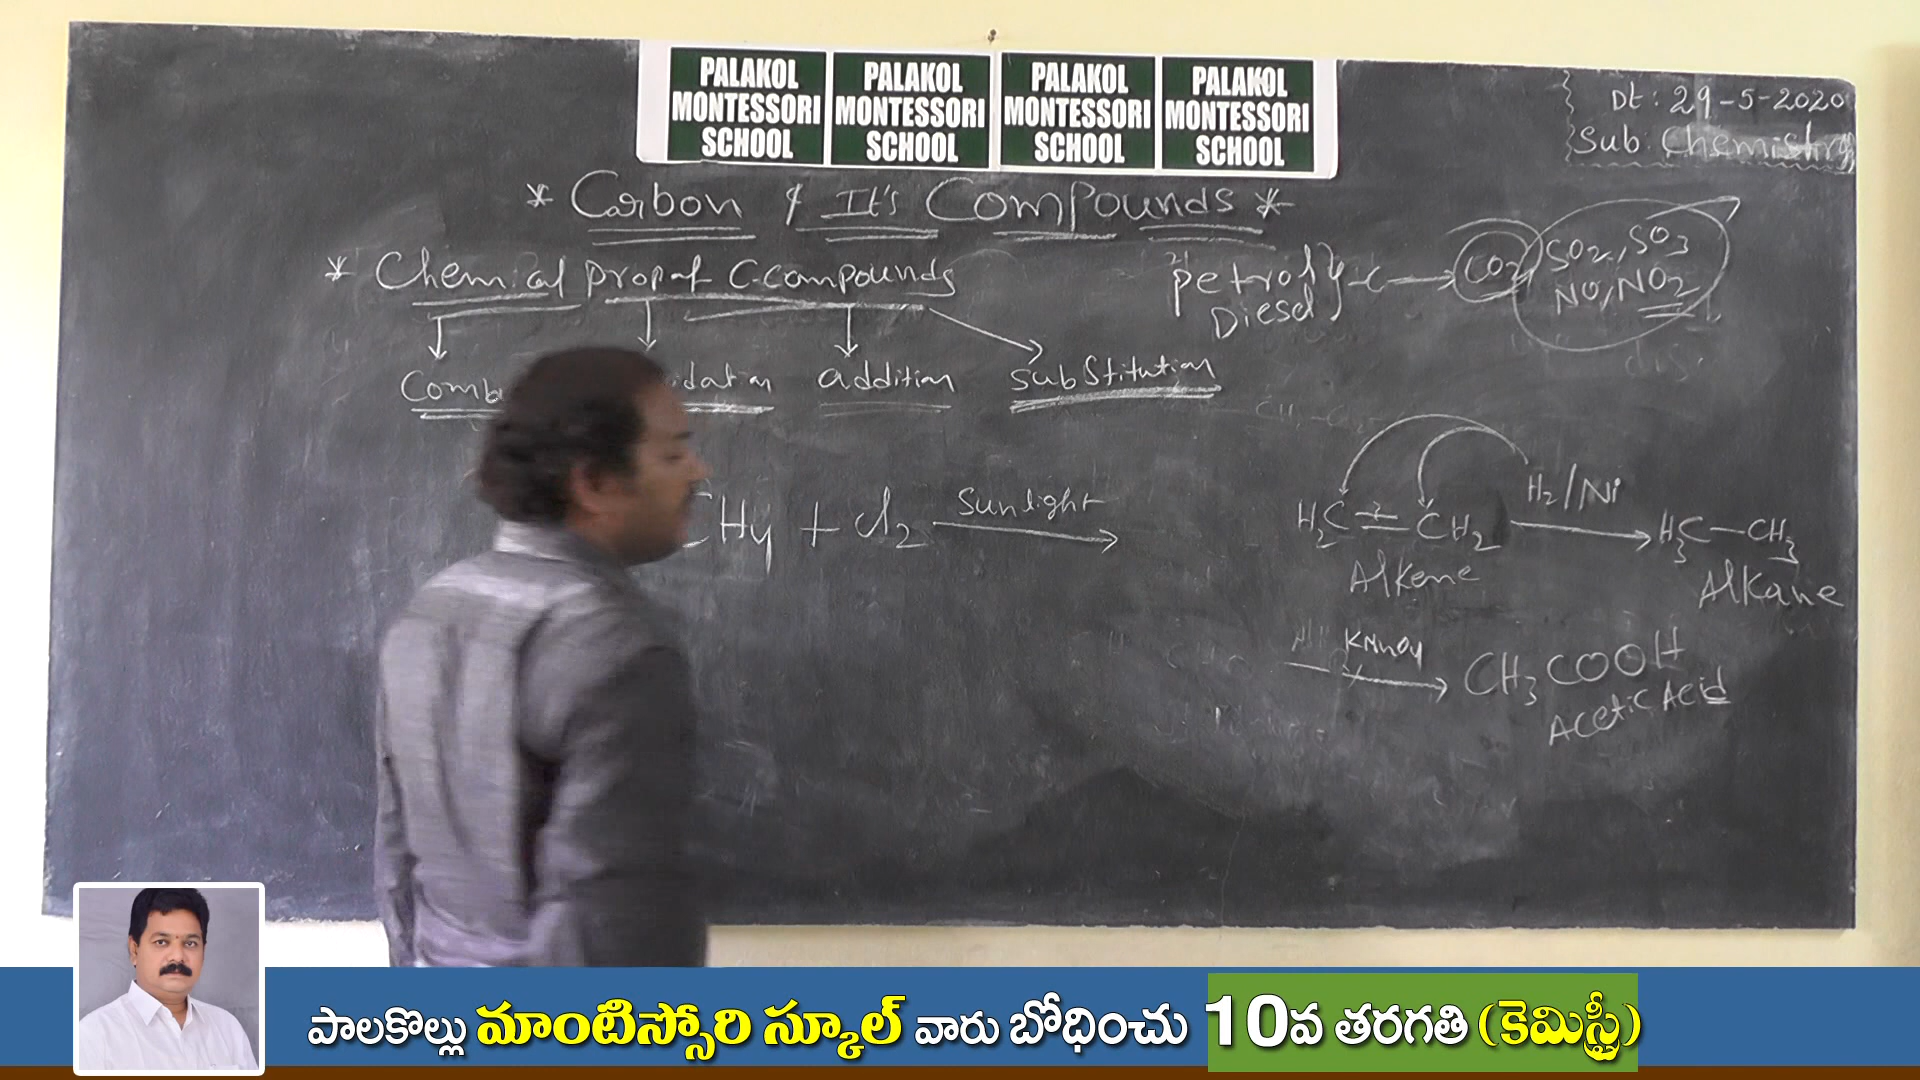 PALAKOL MONTESSORI SCHOOL
PALAKOL MONTESSORI SCHOOL
PALAKOL MONTESSORI SCHOOL
PALAKOL MONTESSORI SCHOOL
Dt: 29-5-2020
Sub: Chemistry
* Carbon & It's Compounds *
* Chemical prop of C-compounds
petrol
Diesel
CO2 SO2, SO3
NO, NO2
addition substitution
CH4 + Cl2 Sunlight
H2C = CH2 H2/Ni H3C - CH3
Alkene Alkane
KMnO4 CH3COOH
Acetic Acid
పాలకొల్లు మాంటిస్సోరి స్కూల్ వారు బోధించు 10వ తరగతి (కెమిస్ట్రీ)